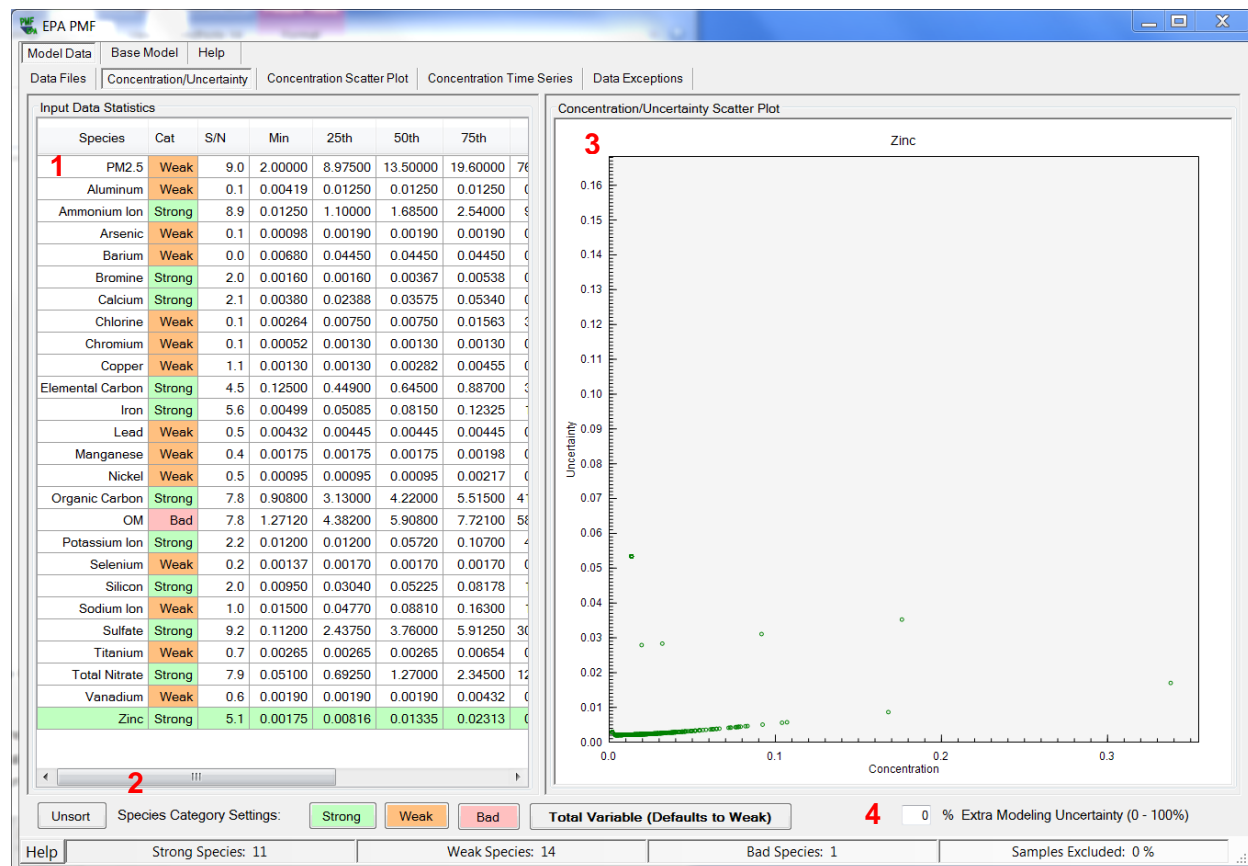 EPA PMF
Model Data Base Model Help
Data Files Concentration/Uncertainty Concentration Scatter Plot Concentration Time Series Data Exceptions
Input Data Statistics
Species Cat S/N Min 25th 50th 75th
1 PM2.5 Weak 9.0 2.00000 8.97500 13.50000 19.60000 76
Aluminum Weak 0.1 0.00419 0.01250 0.01250 0.01250
Ammonium Ion Strong 8.9 0.01250 1.10000 1.68500 2.54000
Arsenic Weak 0.1 0.00098 0.00190 0.00190 0.00190
Barium Weak 0.0 0.00680 0.04450 0.04450 0.04450
Bromine Strong 2.0 0.00160 0.00160 0.00367 0.00538
Calcium Strong 2.1 0.00380 0.02388 0.03575 0.05340
Chlorine Weak 0.1 0.00264 0.00750 0.00750 0.01563
Chromium Weak 0.1 0.00052 0.00130 0.00130 0.00130
Copper Weak 1.1 0.00130 0.00130 0.00282 0.00455
Elemental Carbon Strong 4.5 0.12500 0.44900 0.64500 0.88700
Iron Strong 5.6 0.00499 0.05085 0.08150 0.12325
Lead Weak 0.5 0.00432 0.00445 0.00445 0.00445
Manganese Weak 0.4 0.00175 0.00175 0.00175 0.00198
Nickel Weak 0.5 0.00095 0.00095 0.00095 0.00217
Organic Carbon Strong 7.8 0.90800 3.13000 4.22000 5.51500 41
OM Bad 7.8 1.27120 4.38200 5.90800 7.72100 58
Potassium Ion Strong 2.2 0.01200 0.01200 0.05720 0.10700
Selenium Weak 0.2 0.00137 0.00170 0.00170 0.00170
Silicon Strong 2.0 0.00950 0.03040 0.05225 0.08178
Sodium Ion Weak 1.0 0.01500 0.04770 0.08810 0.16300
Sulfate Strong 9.2 0.11200 2.43750 3.76000 5.91250 30
Titanium Weak 0.7 0.00265 0.00265 0.00265 0.00654
Total Nitrate Strong 7.9 0.05100 0.69250 1.27000 2.34500 12
Vanadium Weak 0.6 0.00190 0.00190 0.00190 0.00432
Zinc Strong 5.1 0.00175 0.00816 0.01335 0.02313
Concentration/Uncertainty Scatter Plot
3
Zinc
0.16
0.15
0.14
0.13
0.12
0.11
0.10
0.09
0.08
0.07
0.06
0.05
0.04
0.03
0.02
0.01
0.00
Uncertainty
0.0 0.1 0.2 0.3
Concentration
2
Unsort Species Category Settings: Strong Weak Bad Total Variable (Defaults to Weak) 4 0 % Extra Modeling Uncertainty (0 - 100%)
Help Strong Species: 11 Weak Species: 14 Bad Species: 1 Samples Excluded: 0 %